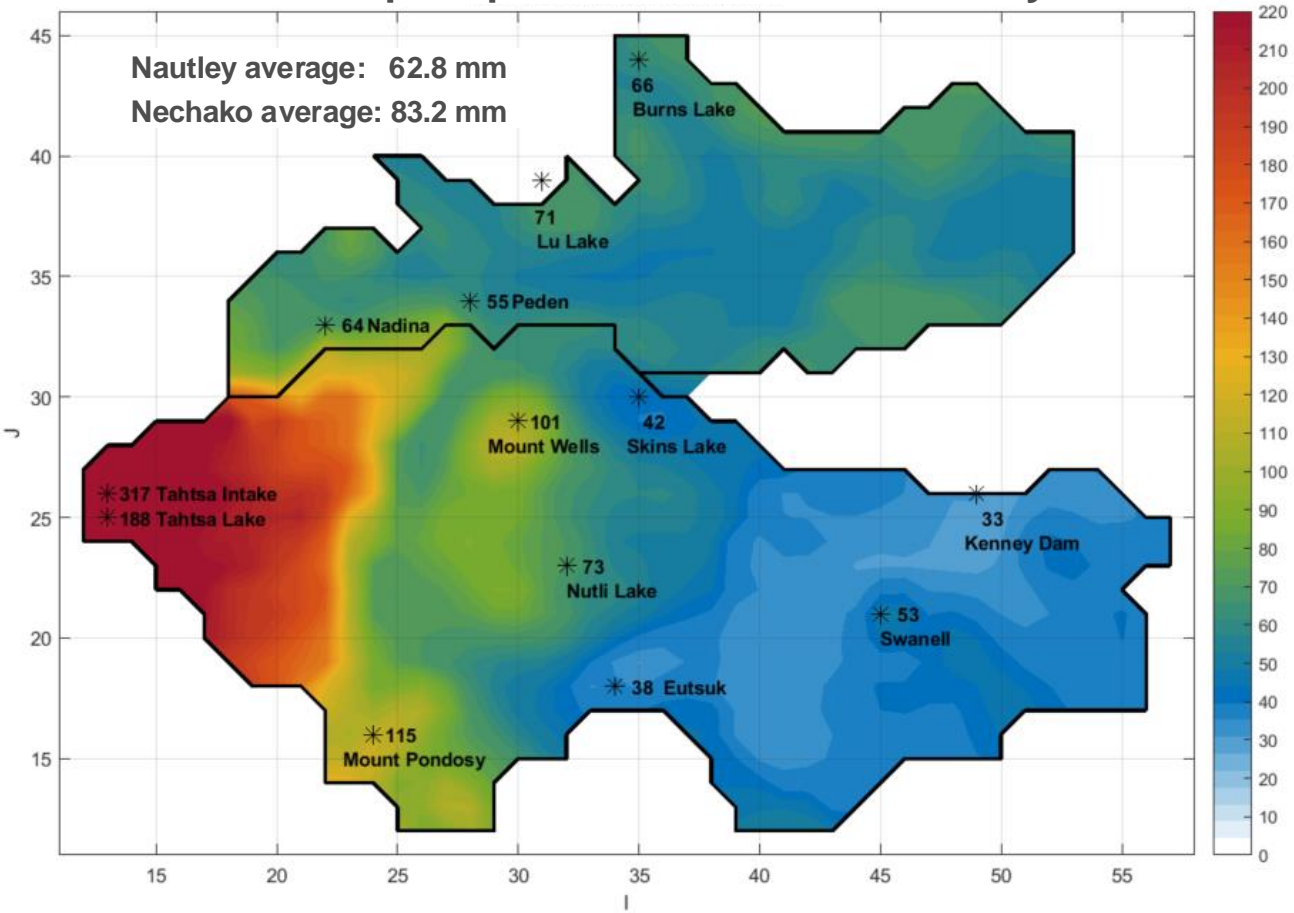 Nautley average: 62.8 mm
Nechako average: 83.2 mm
66
Burns Lake
71
Lu Lake
55 Peden
64 Nadina
101
Mount Wells
42
Skins Lake
317 Tahtsa Intake
188 Tahtsa Lake
33
Kenney Dam
73
Nutli Lake
53
Swanell
38 Eutsuk
115
Mount Pondosy
45
40
35
30
25
20
15
J
15 20 25 30 35 40 45 50 55
I
220
210
200
190
180
170
160
150
140
130
120
110
100
90
80
70
60
50
40
30
20
10
0